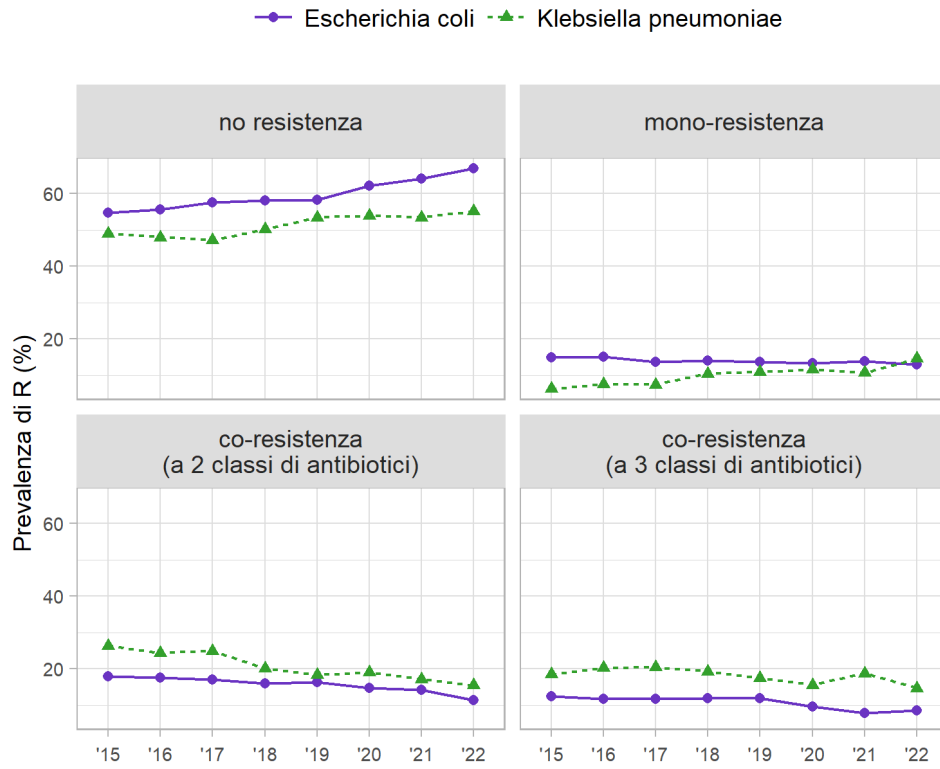 Escherichia coli Klebsiella pneumoniae
no resistenza
mono-resistenza
60
40
20
co-resistenza
(a 2 classi di antibiotici)
co-resistenza
(a 3 classi di antibiotici)
60
40
20
Prevalenza di R (%)
'15 '16 '17 '18 '19 '20 '21 '22
'15 '16 '17 '18 '19 '20 '21 '22